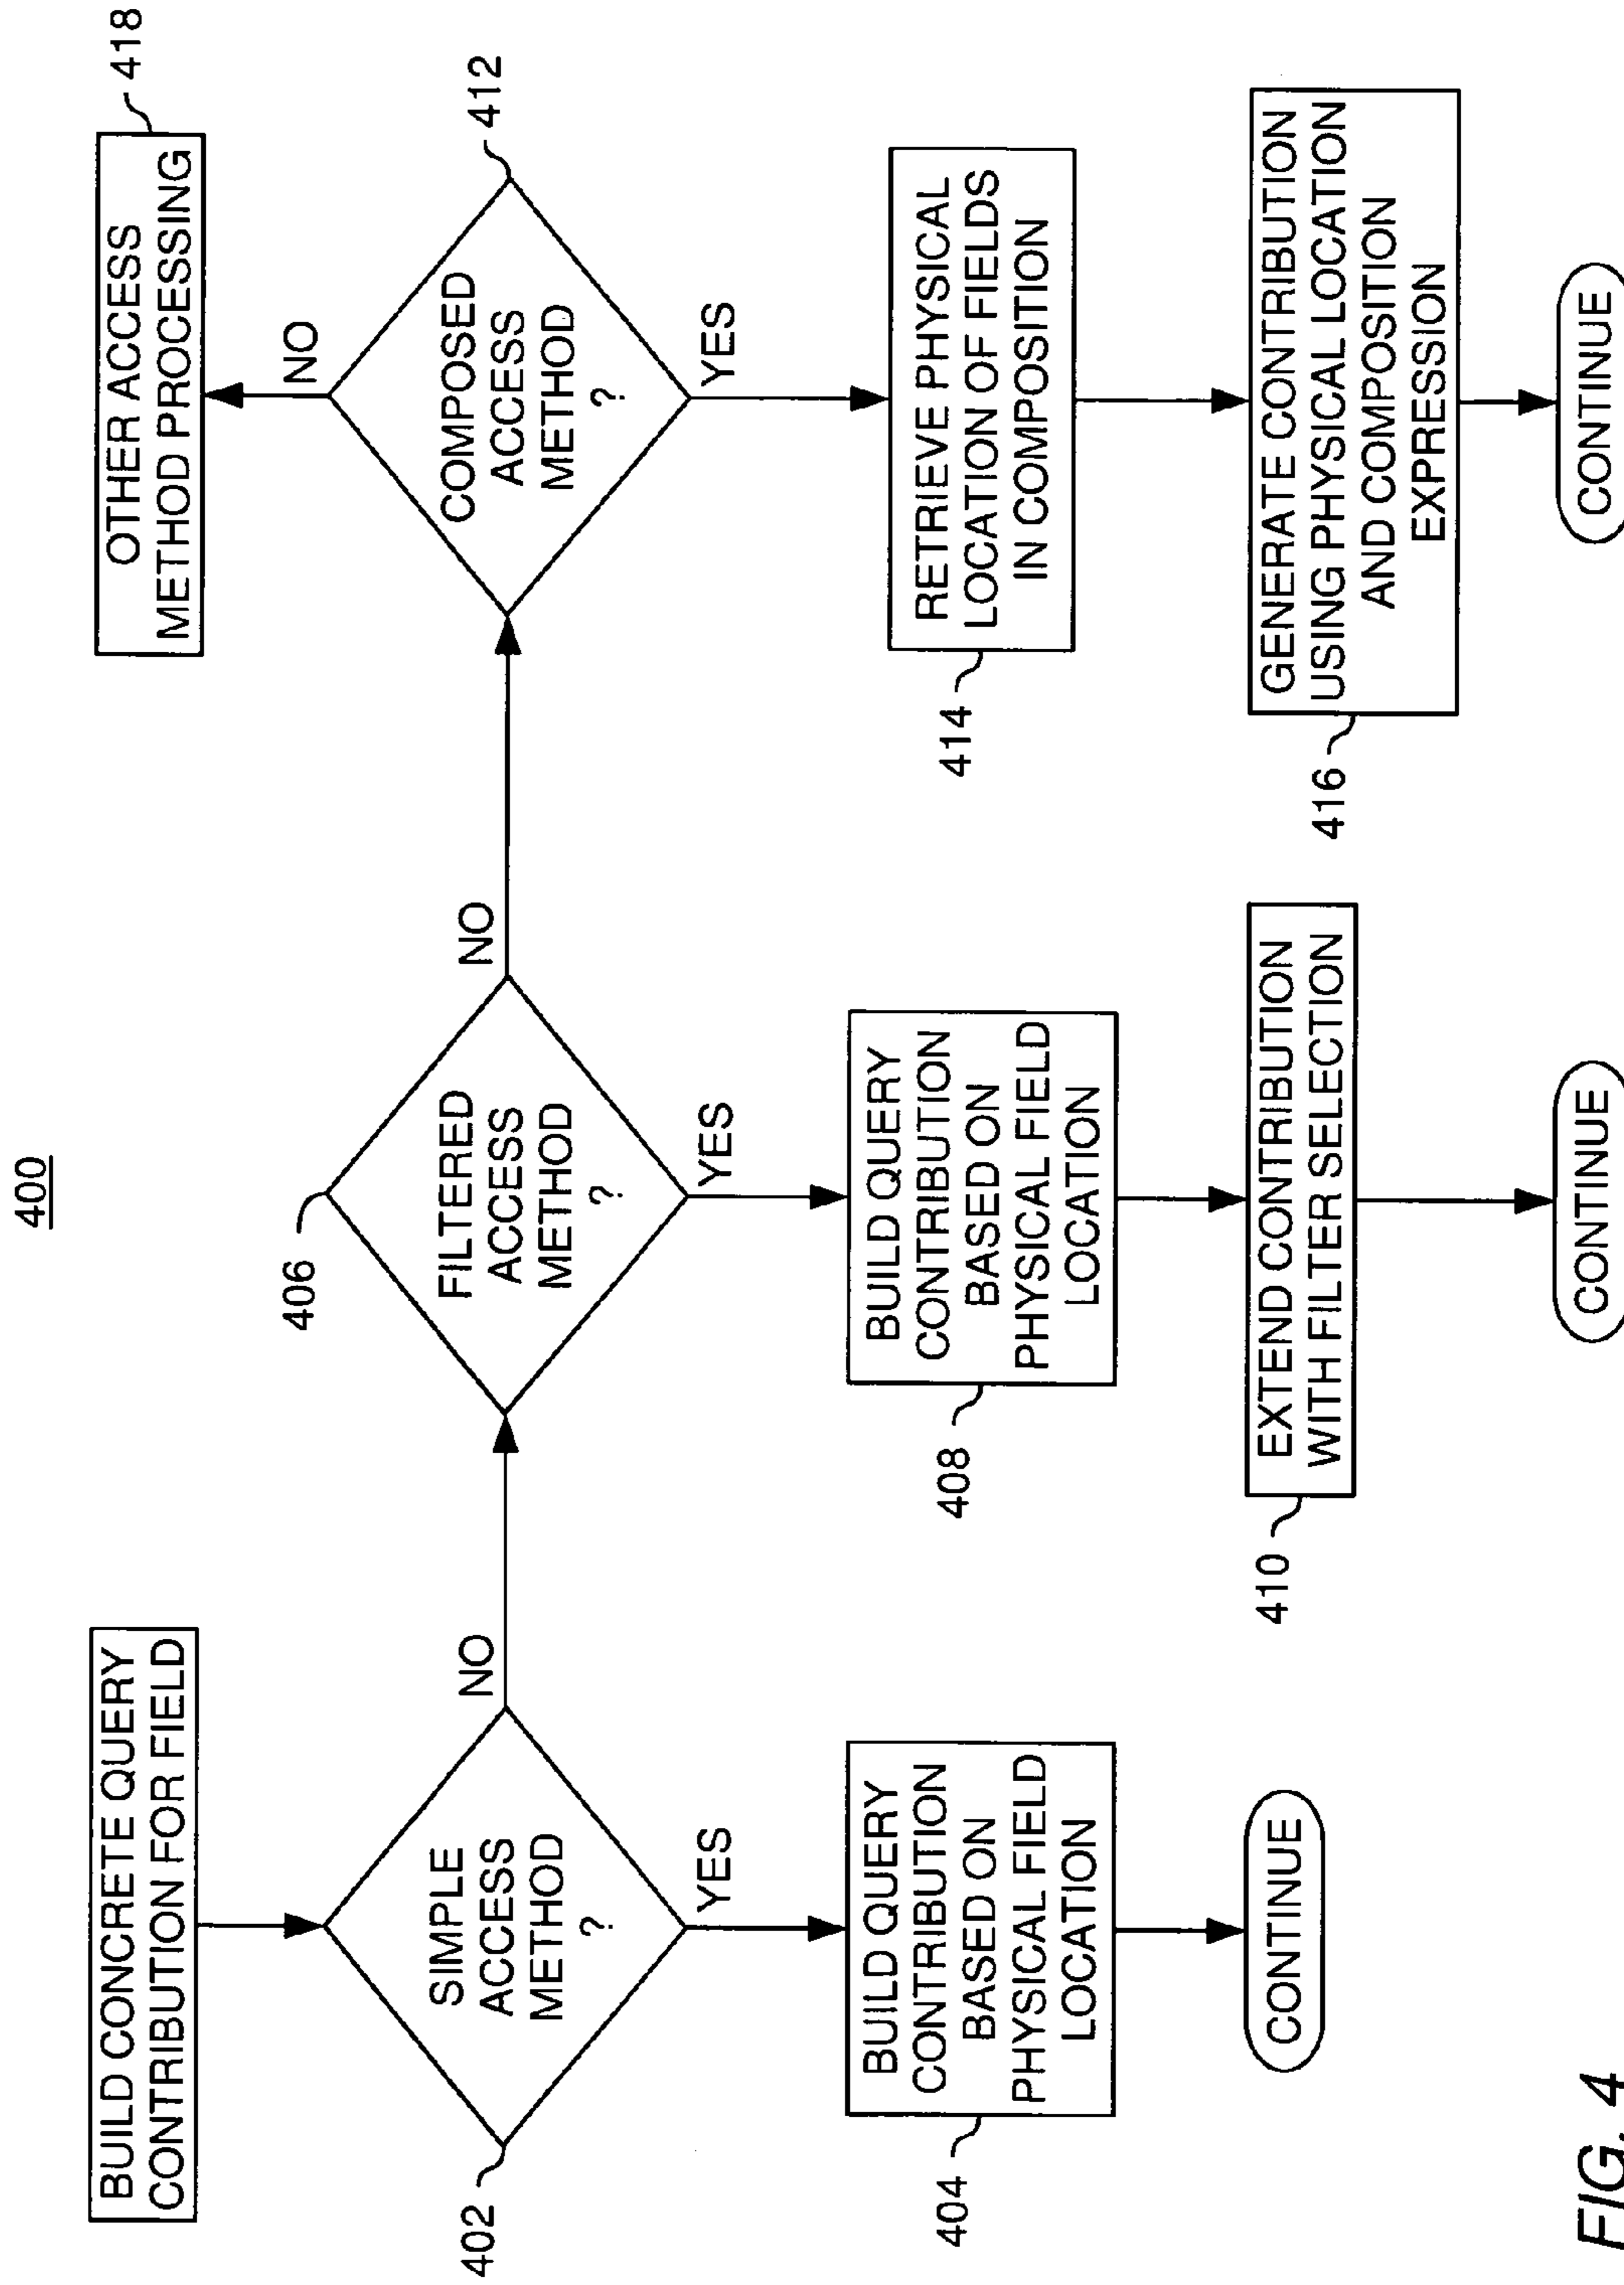 400
BUILD CONCRETE QUERY
CONTRIBUTION FOR FIELD
402
SIMPLE
ACCESS
METHOD
?
NO
YES
404
BUILD QUERY
CONTRIBUTION
BASED ON
PHYSICAL FIELD
LOCATION
CONTINUE
406
FILTERED
ACCESS
METHOD
?
NO
YES
408
BUILD QUERY
CONTRIBUTION
BASED ON
PHYSICAL FIELD
LOCATION
410
EXTEND CONTRIBUTION
WITH FILTER SELECTION
CONTINUE
OTHER ACCESS
METHOD PROCESSING
418
NO
412
COMPOSED
ACCESS
METHOD
?
YES
414
RETRIEVE PHYSICAL
LOCATION OF FIELDS
IN COMPOSITION
416
GENERATE CONTRIBUTION
USING PHYSICAL LOCATION
AND COMPOSITION
EXPRESSION
CONTINUE
FIG. 4